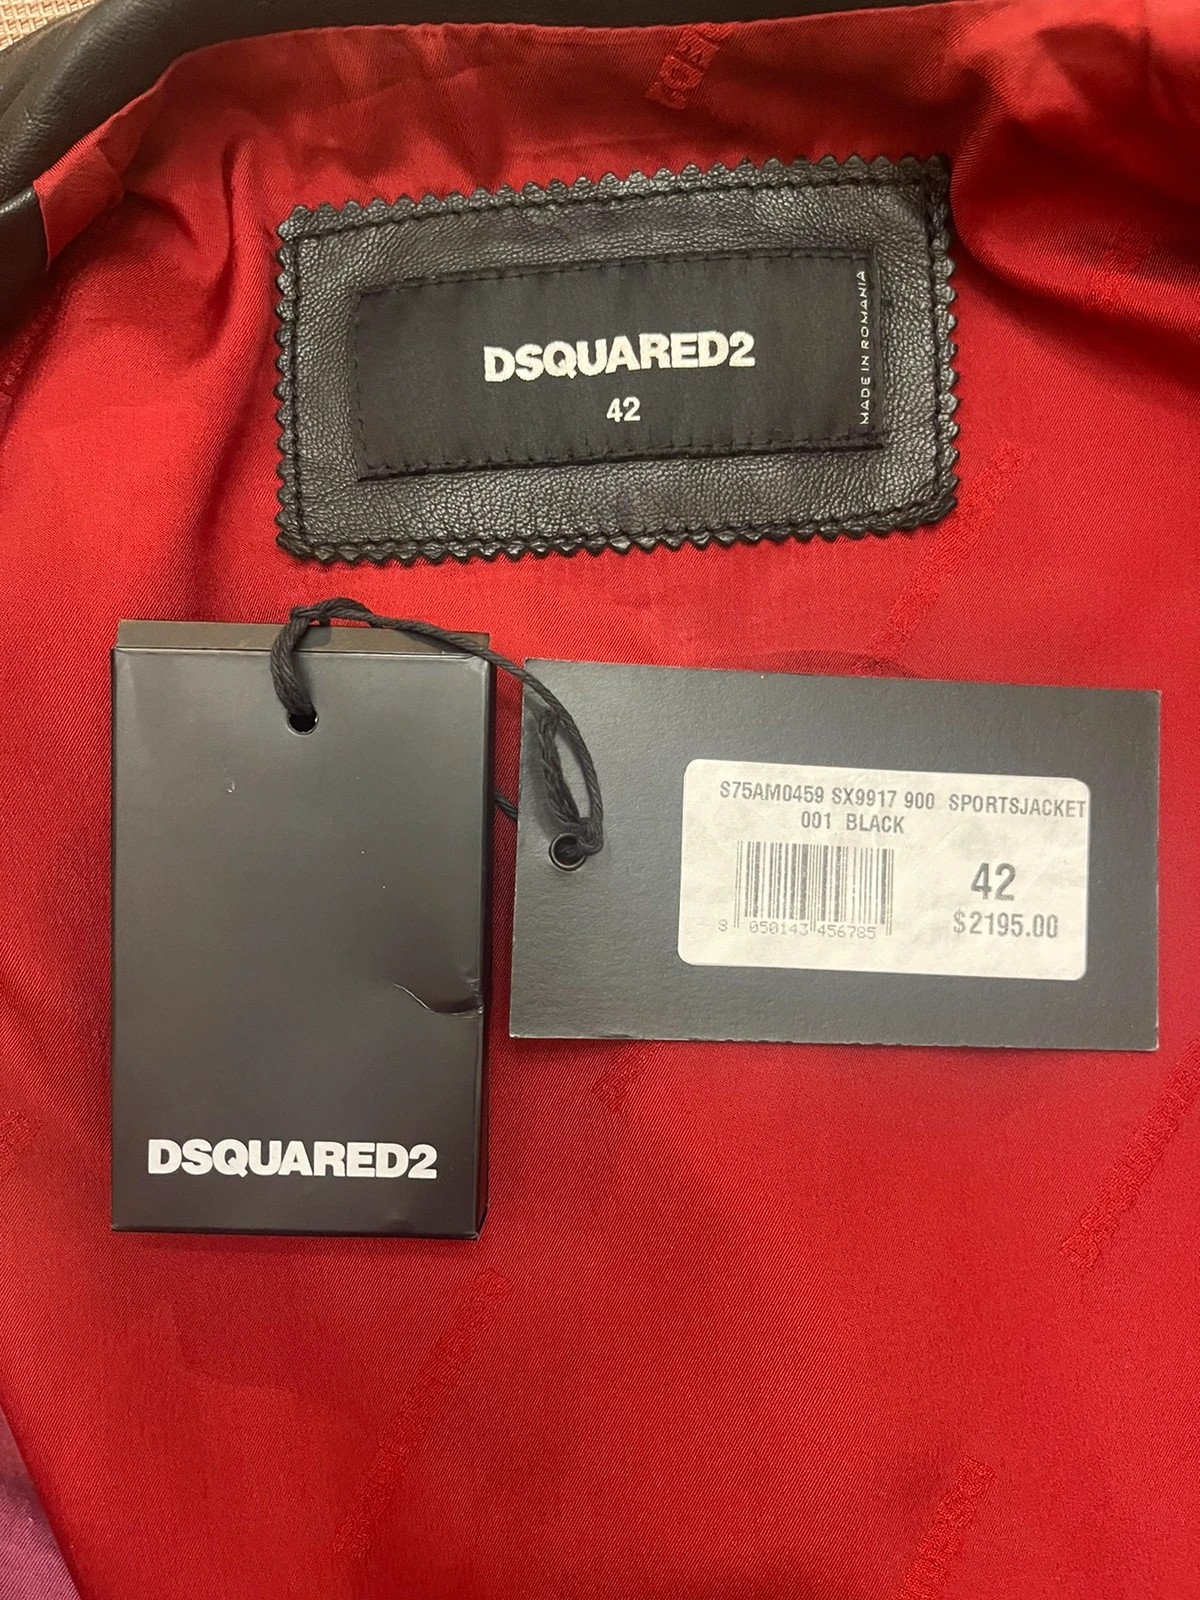 DSQUARED2
42
MADE IN ROMANIA
S75AM0459 SX9917 900 SPORTSJACKET
001 BLACK
42
$2195.00
8 050143 456785
DSQUARED2